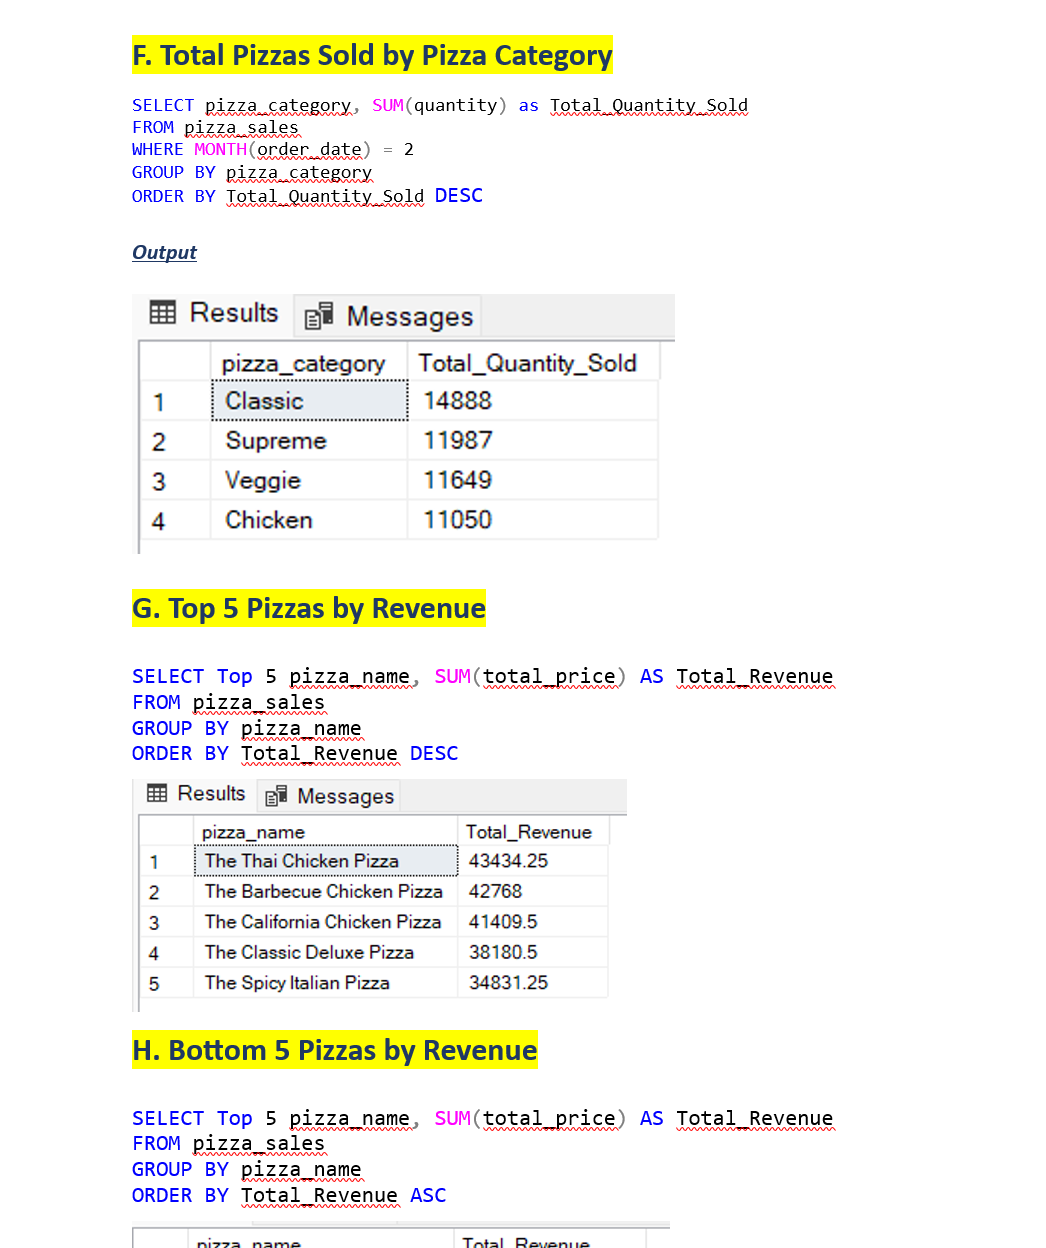 F. Total Pizzas Sold by Pizza Category
SELECT pizza_category, SUM(quantity) as Total_Quantity_Sold
FROM pizza_sales
WHERE MONTH(order_date) = 2
GROUP BY pizza_category
ORDER BY Total_Quantity_Sold DESC
Output
Results Messages
pizza_category Total_Quantity_Sold
1 Classic 14888
2 Supreme 11987
3 Veggie 11649
4 Chicken 11050
G. Top 5 Pizzas by Revenue
SELECT Top 5 pizza_name, SUM(total_price) AS Total_Revenue
FROM pizza_sales
GROUP BY pizza_name
ORDER BY Total_Revenue DESC
Results Messages
pizza_name Total_Revenue
1 The Thai Chicken Pizza 43434.25
2 The Barbecue Chicken Pizza 42768
3 The California Chicken Pizza 41409.5
4 The Classic Deluxe Pizza 38180.5
5 The Spicy Italian Pizza 34831.25
H. Bottom 5 Pizzas by Revenue
SELECT Top 5 pizza_name, SUM(total_price) AS Total_Revenue
FROM pizza_sales
GROUP BY pizza_name
ORDER BY Total_Revenue ASC
pizza_name Total_Revenue